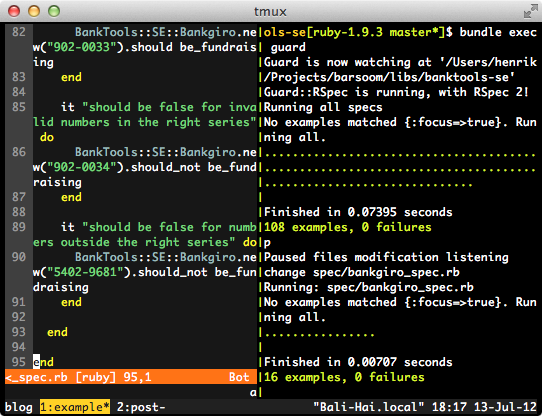 tmux
82       BankTools::SE::Bankgiro.ne
w("902-0033").should be_fundrais
ing
83     end
84
85     it "should be false for inva
lid numbers in the right series"
 do
86       BankTools::SE::Bankgiro.ne
w("902-0034").should_not be_fund
raising
87     end
88
89     it "should be false for numb
ers outside the right series" do
90       BankTools::SE::Bankgiro.ne
w("5402-9681").should_not be_fun
draising
91     end
92
93   end
94
95 end
<_spec.rb [ruby] 95,1          Bot
a
ols-se[ruby-1.9.3 master*]$ bundle exec
 guard
Guard is now watching at '/Users/henrik
/Projects/barsoom/libs/banktools-se'
Guard::RSpec is running, with RSpec 2!
Running all specs
No examples matched {:focus=>true}. Run
ning all.
.......................................
.......................................
..............................
Finished in 0.07395 seconds
108 examples, 0 failures
p
Paused files modification listening
change spec/bankgiro_spec.rb
Running: spec/bankgiro_spec.rb
No examples matched {:focus=>true}. Run
ning all.
................
Finished in 0.00707 seconds
16 examples, 0 failures
blog 1:example* 2:post- "Bali-Hai.local" 18:17 13-Jul-12